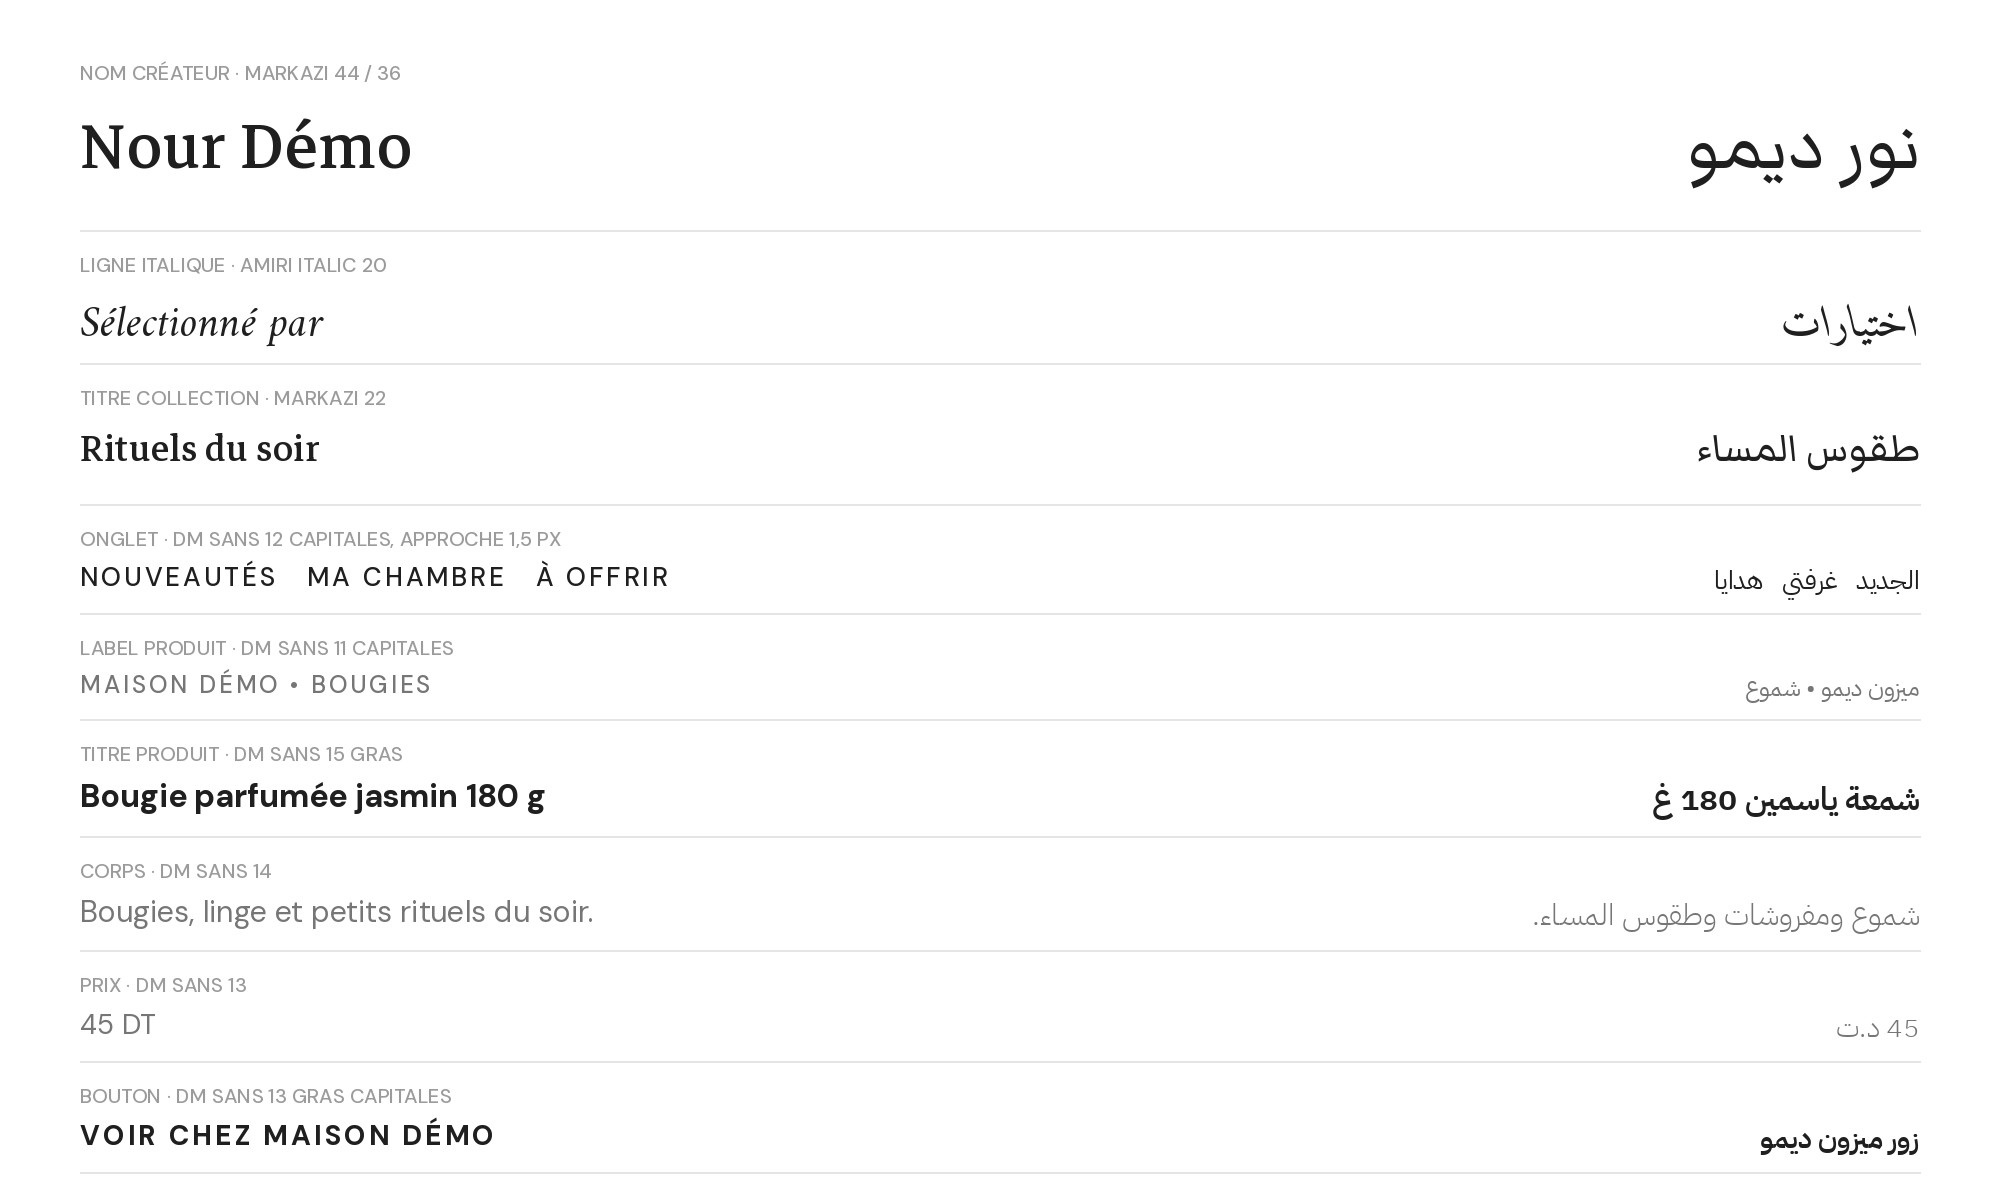 NOM CRÉATEUR · MARKAZI 44 / 36
Nour Démo نور ديمو
LIGNE ITALIQUE · AMIRI ITALIC 20
Sélectionné par اختيارات
TITRE COLLECTION · MARKAZI 22
Rituels du soir طقوس المساء
ONGLET · DM SANS 12 CAPITALES, APPROCHE 1,5 PX
NOUVEAUTÉS MA CHAMBRE À OFFRIR الجديد غرفتي هدايا
LABEL PRODUIT · DM SANS 11 CAPITALES
MAISON DÉMO • BOUGIES ميزون ديمو • شموع
TITRE PRODUIT · DM SANS 15 GRAS
Bougie parfumée jasmin 180 g شمعة ياسمين 180 غ
CORPS · DM SANS 14
Bougies, linge et petits rituels du soir. شموع ومفروشات وطقوس المساء.
PRIX · DM SANS 13
45 DT 45 د.ت
BOUTON · DM SANS 13 GRAS CAPITALES
VOIR CHEZ MAISON DÉMO زور ميزون ديمو